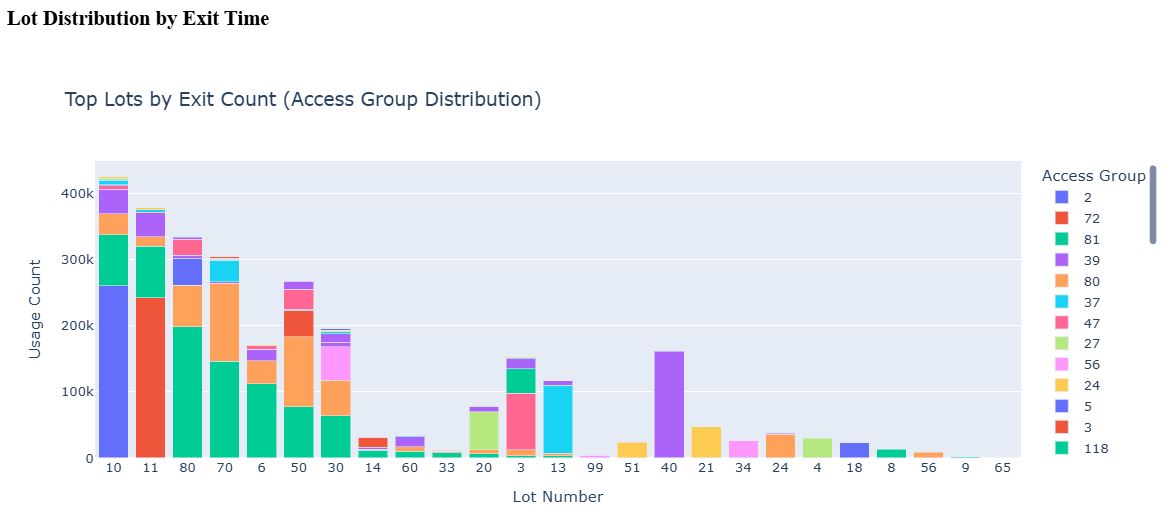 Lot Distribution by Exit Time
Top Lots by Exit Count (Access Group Distribution)
Access Group
2
72
81
39
80
37
47
27
56
24
5
3
118
Usage Count
400k
300k
200k
100k
0
10 11 80 70 6 50 30 14 60 33 20 3 13 99 51 40 21 34 24 4 18 8 56 9 65
Lot Number